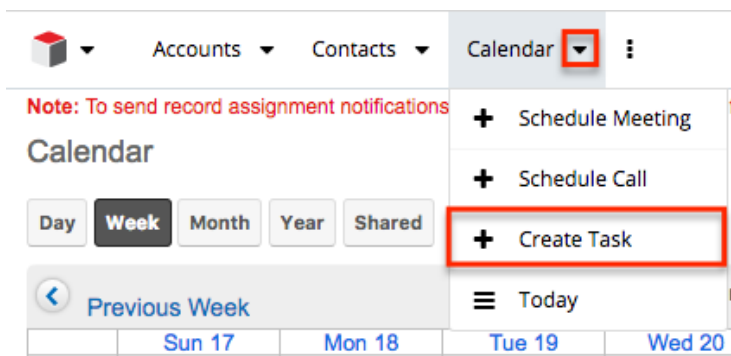 Accounts Contacts Calendar
Note: To send record assignment notifications
Schedule Meeting
Calendar
Schedule Call
Day Week Month Year Shared
Create Task
Today
Previous Week
Sun 17 Mon 18 Tue 19 Wed 20